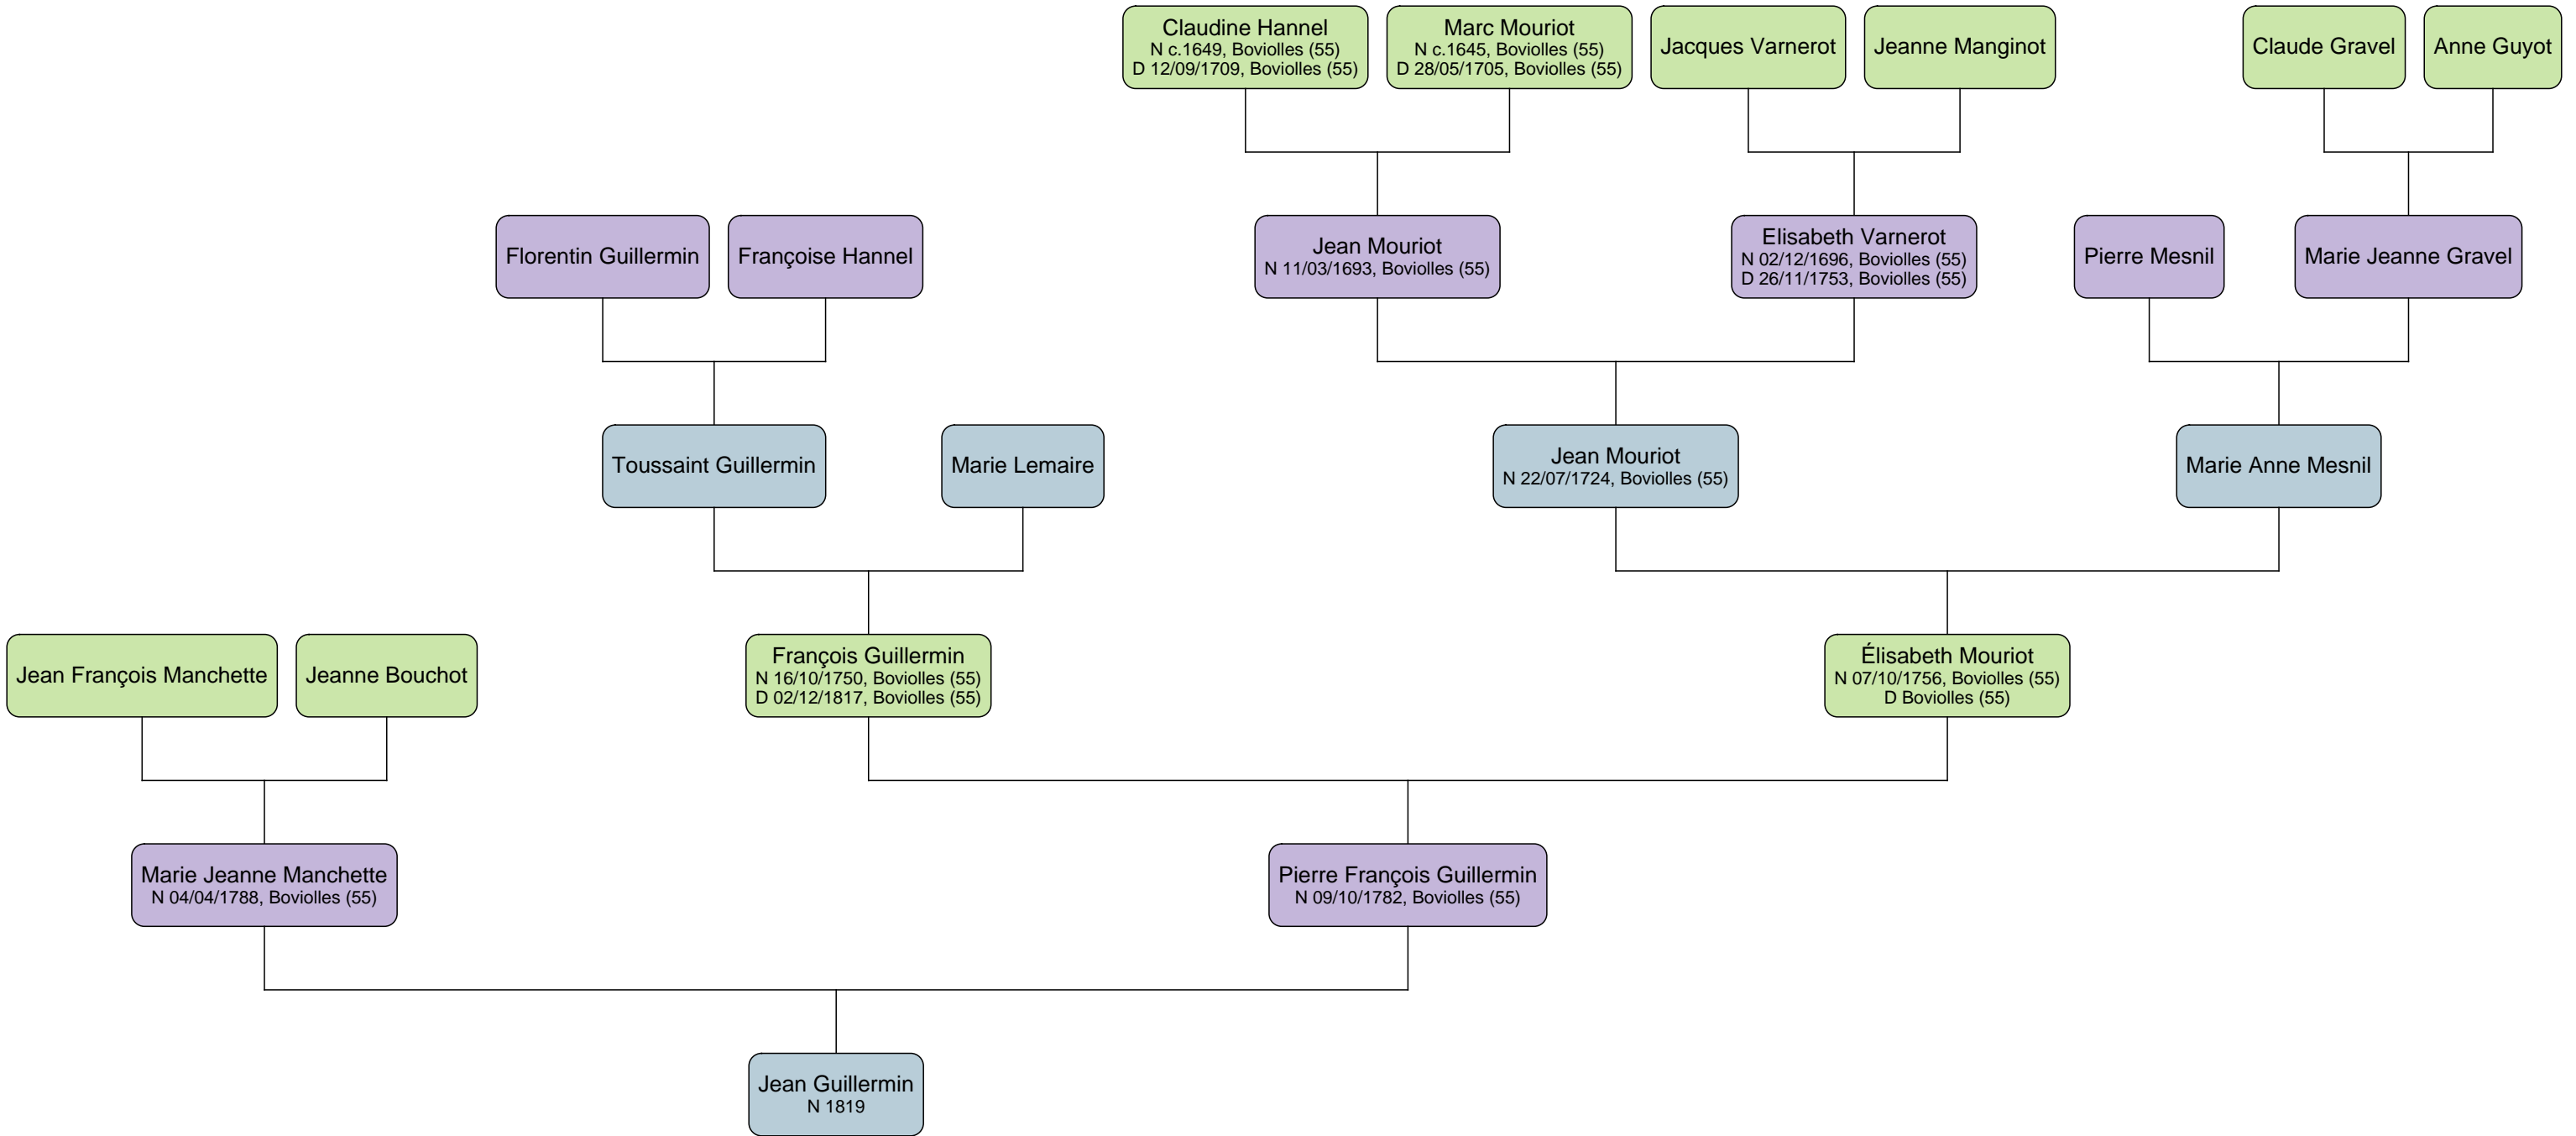 Claudine Hannel
N c.1649, Boviolles (55)
D 12/09/1709, Boviolles (55)
Marc Mouriot
N c.1645, Boviolles (55)
D 28/05/1705, Boviolles (55)
Jacques Varnerot
Jeanne Manginot
Claude Gravel
Anne Guyot
Florentin Guillermin
Françoise Hannel
Jean Mouriot
N 11/03/1693, Boviolles (55)
Elisabeth Varnerot
N 02/12/1696, Boviolles (55)
D 26/11/1753, Boviolles (55)
Pierre Mesnil
Marie Jeanne Gravel
Toussaint Guillermin
Marie Lemaire
Jean Mouriot
N 22/07/1724, Boviolles (55)
Marie Anne Mesnil
Jean François Manchette
Jeanne Bouchot
François Guillermin
N 16/10/1750, Boviolles (55)
D 02/12/1817, Boviolles (55)
Élisabeth Mouriot
N 07/10/1756, Boviolles (55)
D Boviolles (55)
Marie Jeanne Manchette
N 04/04/1788, Boviolles (55)
Pierre François Guillermin
N 09/10/1782, Boviolles (55)
Jean Guillermin
N 1819